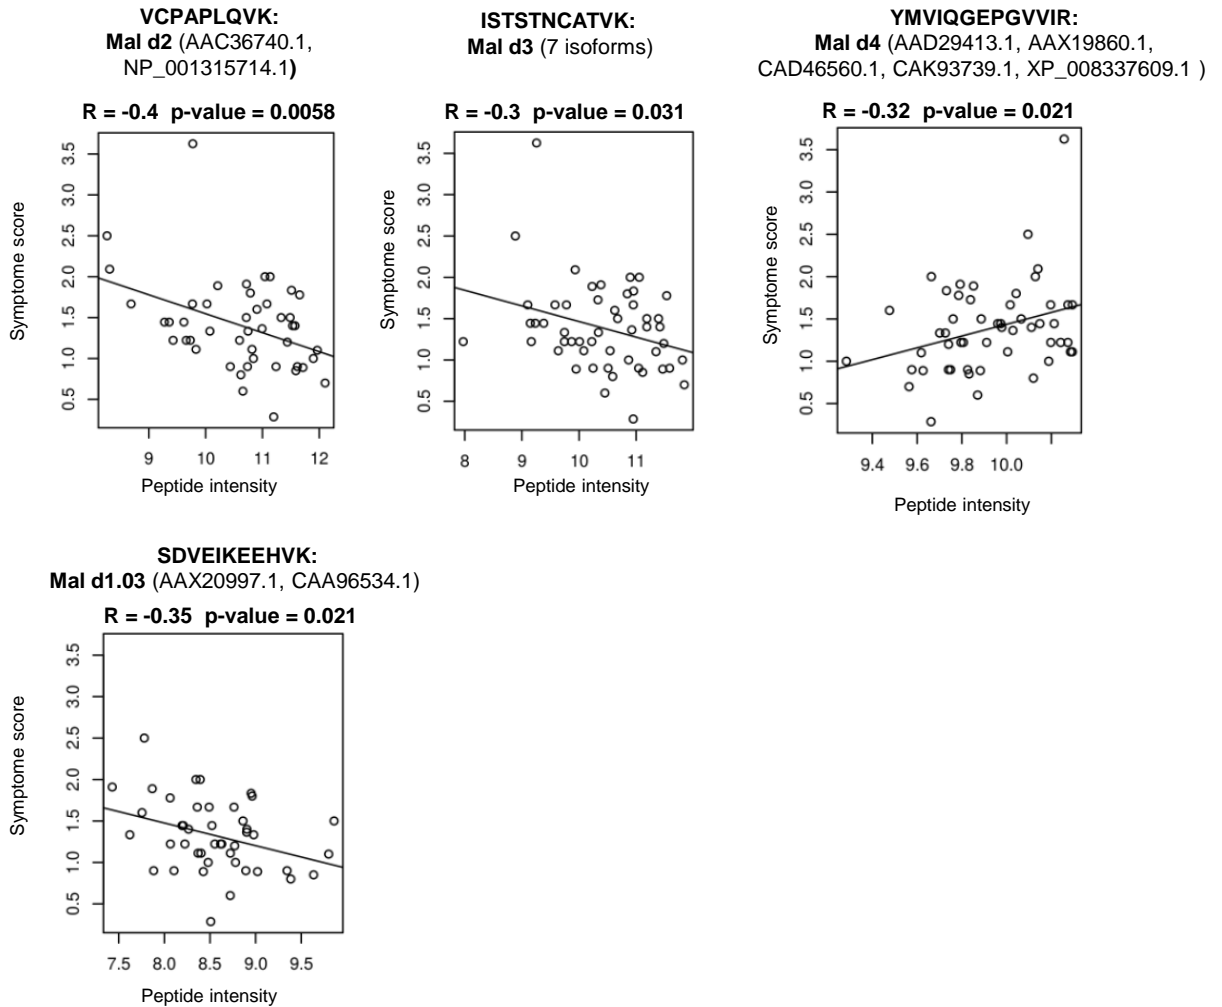 VCPAPLQVK:
Mal d2 (AAC36740.1,
NP_001315714.1)
R = -0.4 p-value = 0.0058
Symptome score
3.5
3.0
2.5
2.0
1.5
1.0
0.5
9 10 11 12
Peptide intensity
ISTSTNCATVK:
Mal d3 (7 isoforms)
R = -0.3 p-value = 0.031
Symptome score
3.5
3.0
2.5
2.0
1.5
1.0
0.5
8 9 10 11
Peptide intensity
YMVIQGEPGVVIR:
Mal d4 (AAD29413.1, AAX19860.1,
CAD46560.1, CAK93739.1, XP_008337609.1 )
R = -0.32 p-value = 0.021
Symptome score
3.5
3.0
2.5
2.0
1.5
1.0
0.5
9.4 9.6 9.8 10.0
Peptide intensity
SDVEIKEEHVK:
Mal d1.03 (AAX20997.1, CAA96534.1)
R = -0.35 p-value = 0.021
Symptome score
3.5
3.0
2.5
2.0
1.5
1.0
0.5
7.5 8.0 8.5 9.0 9.5
Peptide intensity